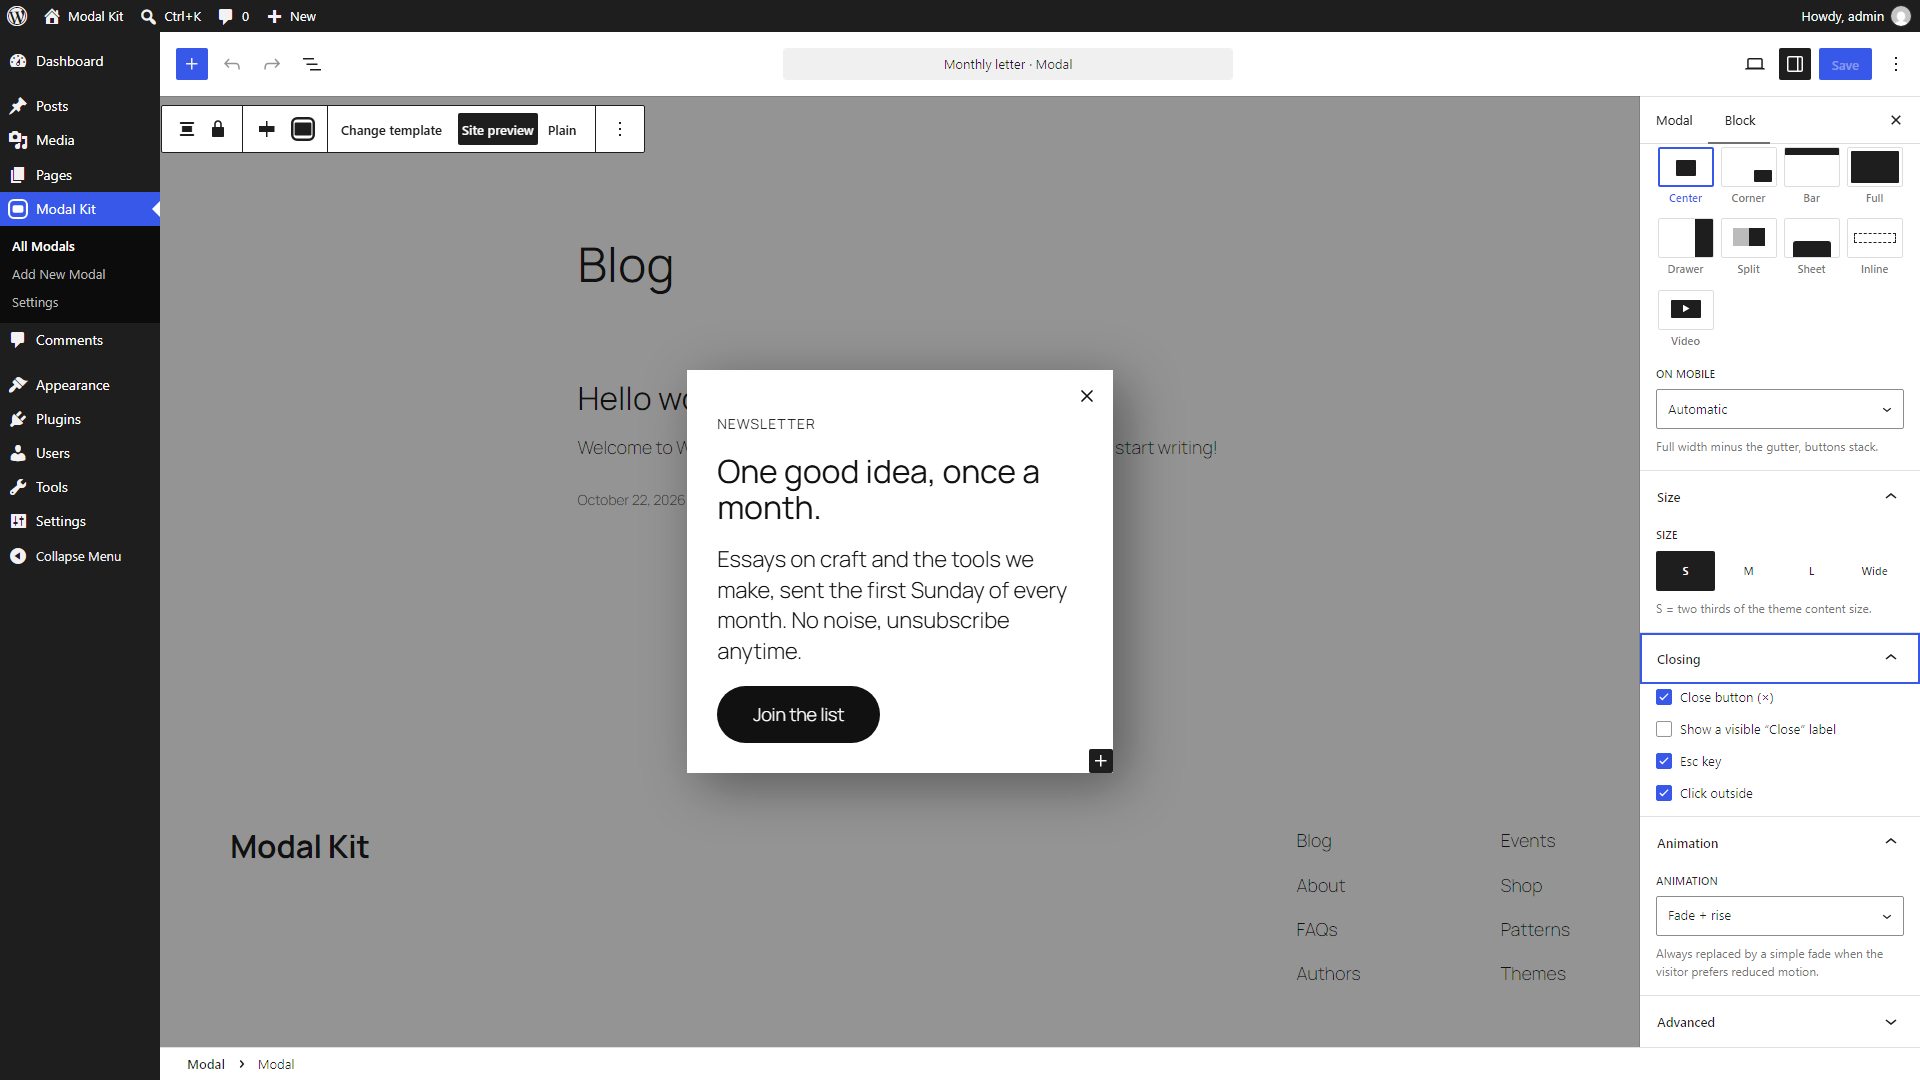 Modal Kit
Ctrl+K
0
New
Howdy, admin
Dashboard
Posts
Media
Pages
Modal Kit
All Modals
Add New Modal
Settings
Comments
Appearance
Plugins
Users
Tools
Settings
Collapse Menu
Monthly letter · Modal
Save
Change template
Site preview
Plain
Blog
Hello wo
Welcome to W
start writing!
October 22, 2026
NEWSLETTER
One good idea, once a
month.
Essays on craft and the tools we
make, sent the first Sunday of every
month. No noise, unsubscribe
anytime.
Join the list
Modal Kit
Blog
Events
About
Shop
FAQs
Patterns
Authors
Themes
Modal
Block
Center
Corner
Bar
Full
Drawer
Split
Sheet
Inline
Video
ON MOBILE
Automatic
Full width minus the gutter, buttons stack.
Size
SIZE
S
M
L
Wide
S = two thirds of the theme content size.
Closing
Close button (×)
Show a visible “Close” label
Esc key
Click outside
Animation
ANIMATION
Fade + rise
Always replaced by a simple fade when the
visitor prefers reduced motion.
Advanced
Modal
Modal